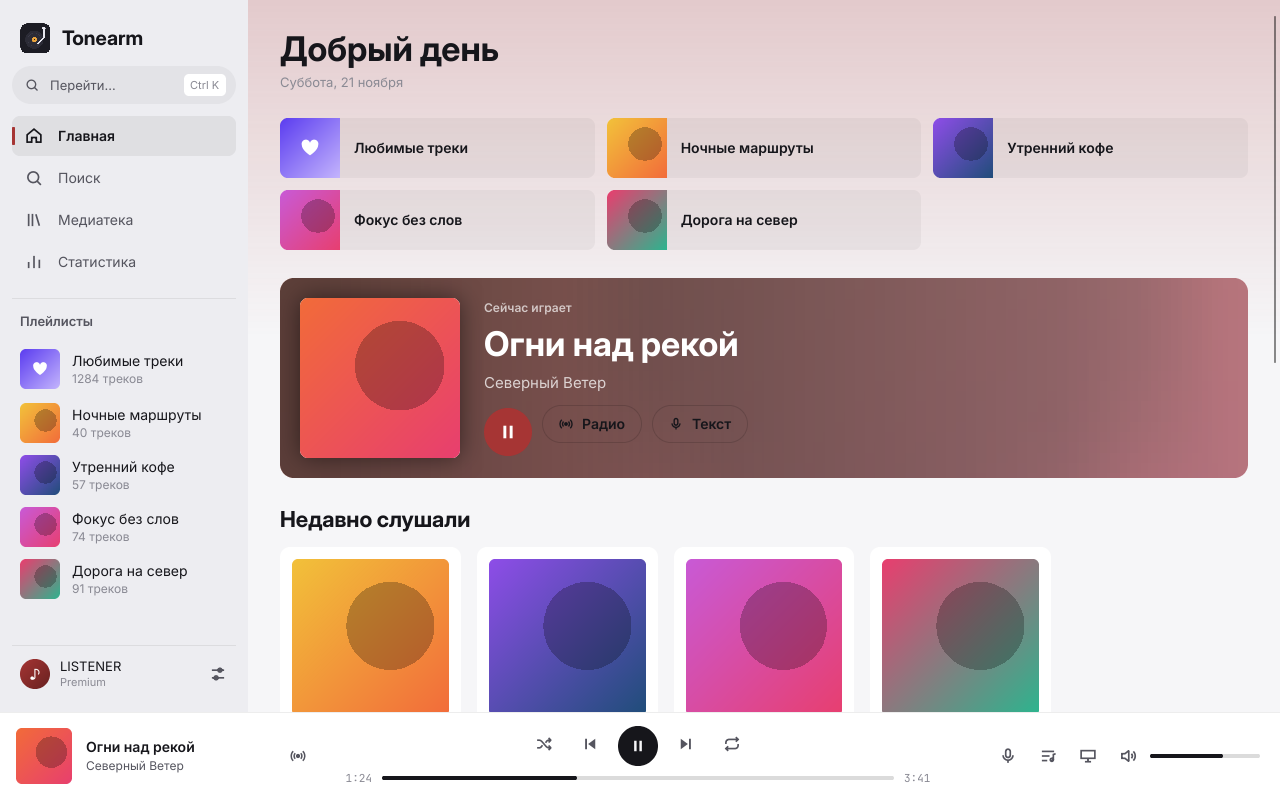 Tonearm
Перейти...
Ctrl K
Главная
Поиск
Медиатека
Статистика
Плейлисты
Любимые треки
1284 треков
Ночные маршруты
40 треков
Утренний кофе
57 треков
Фокус без слов
74 треков
Дорога на север
91 треков
LISTENER
Premium
Добрый день
Суббота, 21 ноября
Любимые треки
Ночные маршруты
Утренний кофе
Фокус без слов
Дорога на север
Сейчас играет
Огни над рекой
Северный Ветер
Радио
Текст
Недавно слушали
Огни над рекой
Северный Ветер
1:24
3:41